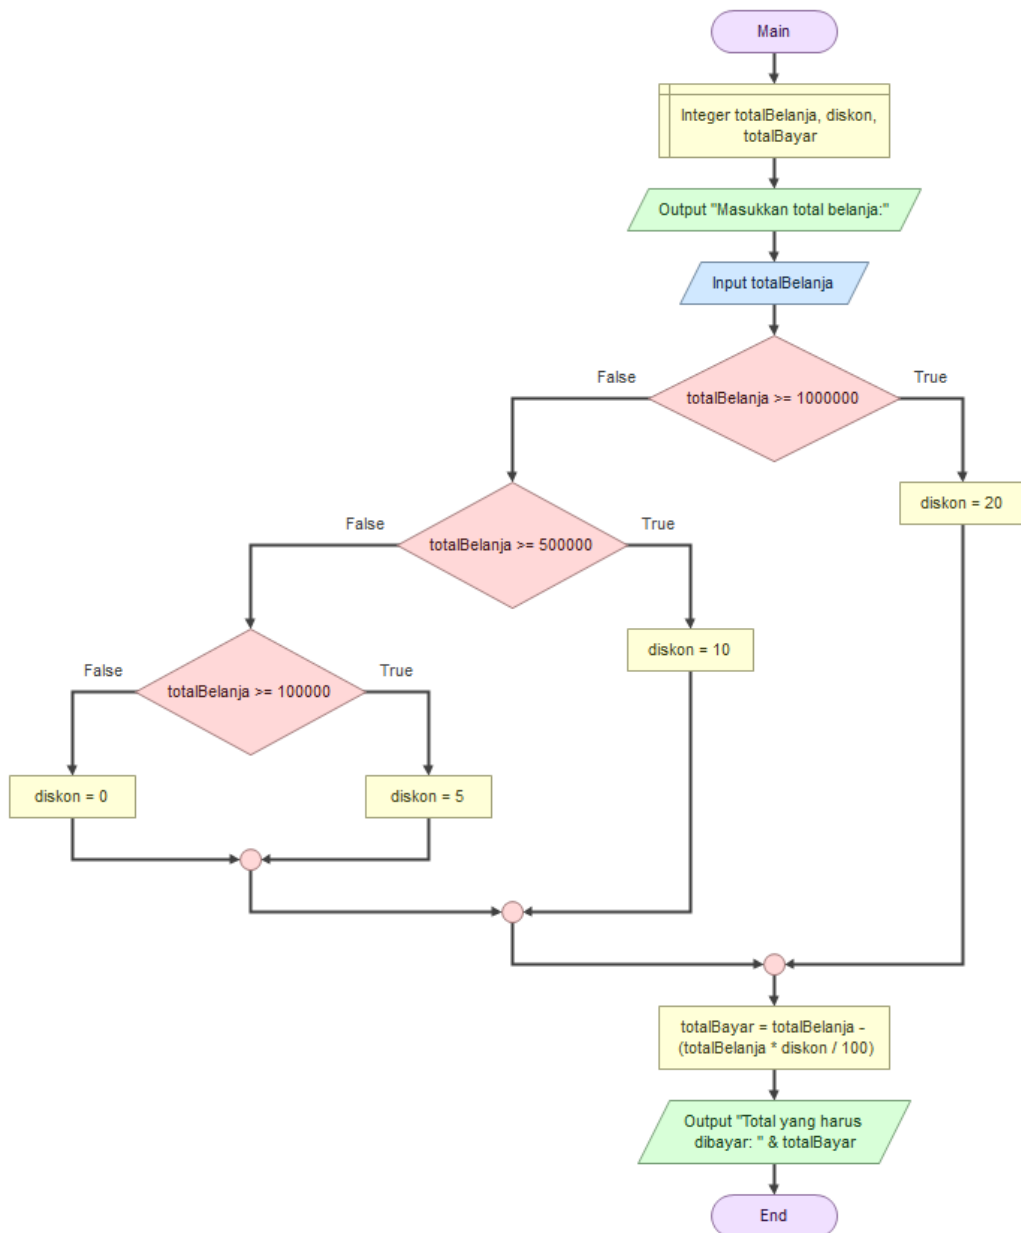 Main
Integer totalBelanja, diskon,
totalBayar
Output "Masukkan total belanja:"
Input totalBelanja
False
True
totalBelanja >= 1000000
diskon = 20
False
True
totalBelanja >= 500000
diskon = 10
False
True
totalBelanja >= 100000
diskon = 0
diskon = 5
totalBayar = totalBelanja -
(totalBelanja * diskon / 100)
Output "Total yang harus
dibayar: " & totalBayar
End